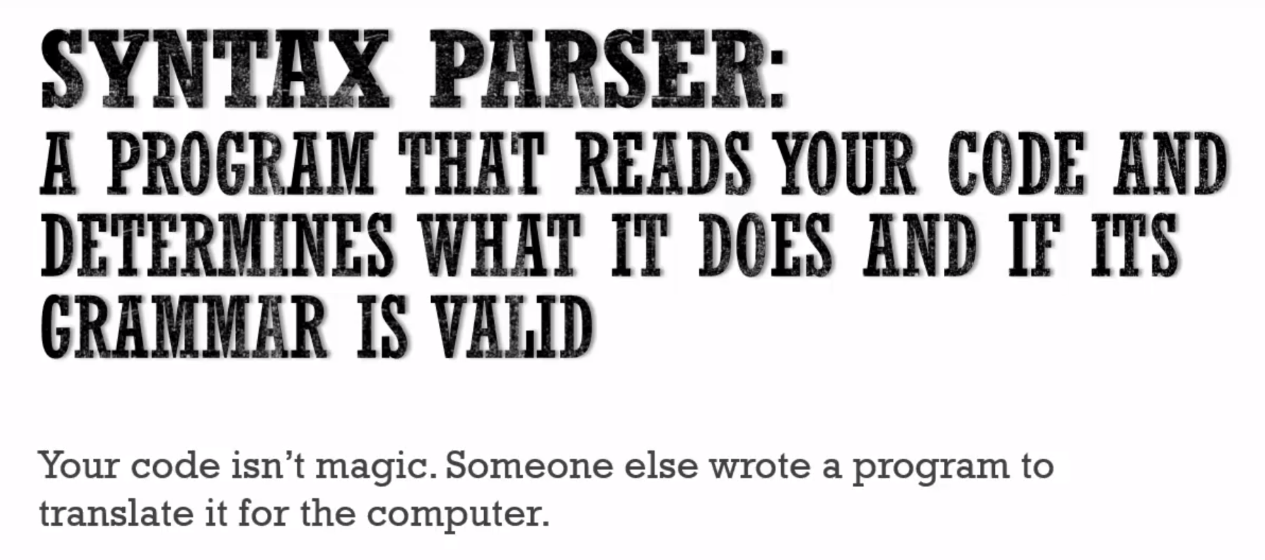 SYNTAX PARSER:
A PROGRAM THAT READS YOUR CODE AND
DETERMINES WHAT IT DOES AND IF ITS
GRAMMAR IS VALID
Your code isn’t magic. Someone else wrote a program to
translate it for the computer.